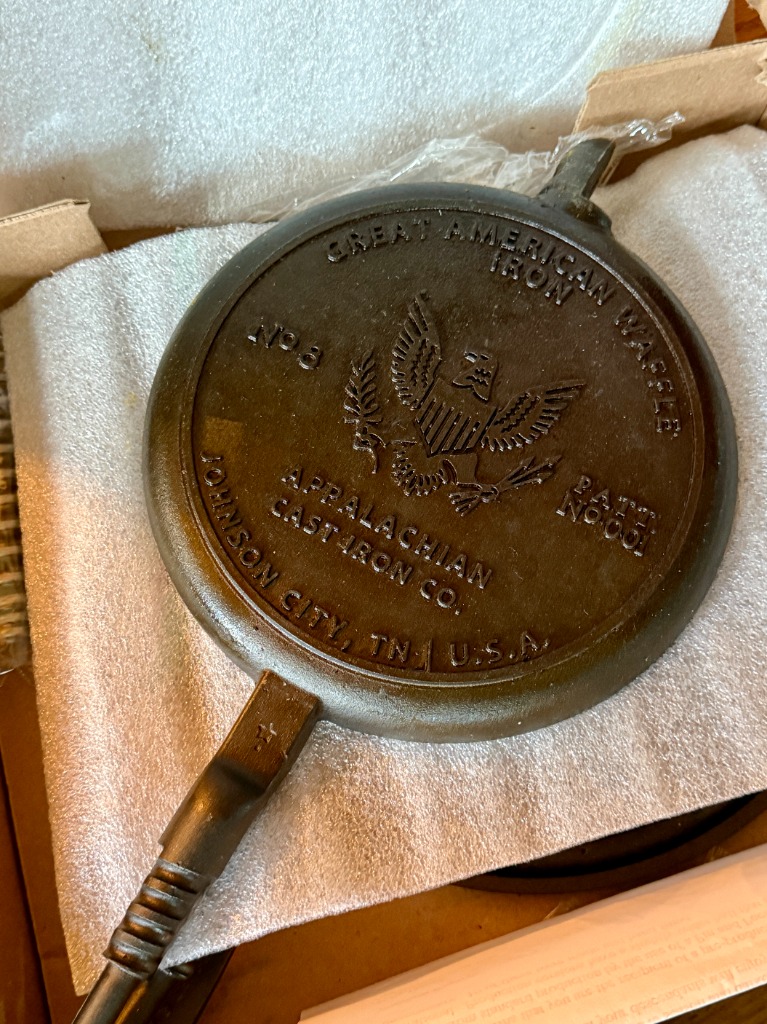 GREAT AMERICAN WAFFLE
IRON
No 8
PATT.
NO. 001
APPALACHIAN
CAST IRON CO.
JOHNSON CITY, TN. | U.S.A.